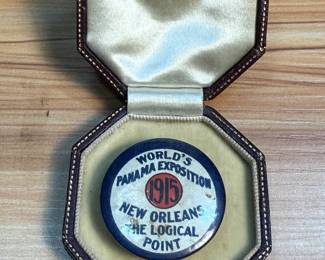 WORLD'S
PANAMA EXPOSITION
1915
NEW ORLEANS
THE LOGICAL
POINT